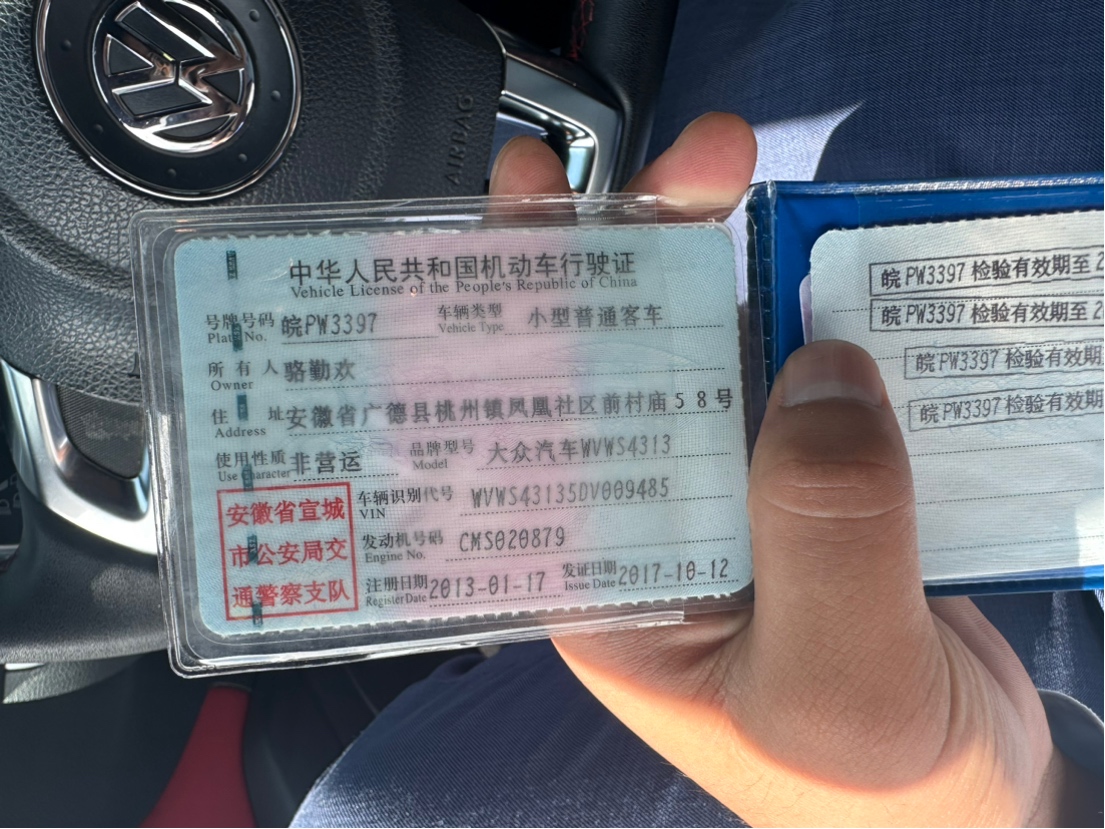 AIRBAG
中华人民共和国机动车行驶证
Vehicle License of the People's Republic of China
号牌号码 皖PW3397 车辆类型 小型普通客车
Plate No. Vehicle Type
所有人 骆勤欢
Owner
住址 安徽省广德县桃州镇凤凰社区前村庙58号
Address
使用性质 非营运 品牌型号 大众汽车WVWS4313
Use Character Model
车辆识别代号 WVWS43135DV009485
VIN
发动机号码 CMS020879
Engine No.
注册日期 2013-01-17 发证日期 2017-10-12
Register Date Issue Date
安徽省宣城
市公安局交
通警察支队
皖PW3397 检验有效期至2
皖PW3397 检验有效期至2
皖PW3397 检验有效期
皖PW3397 检验有效期